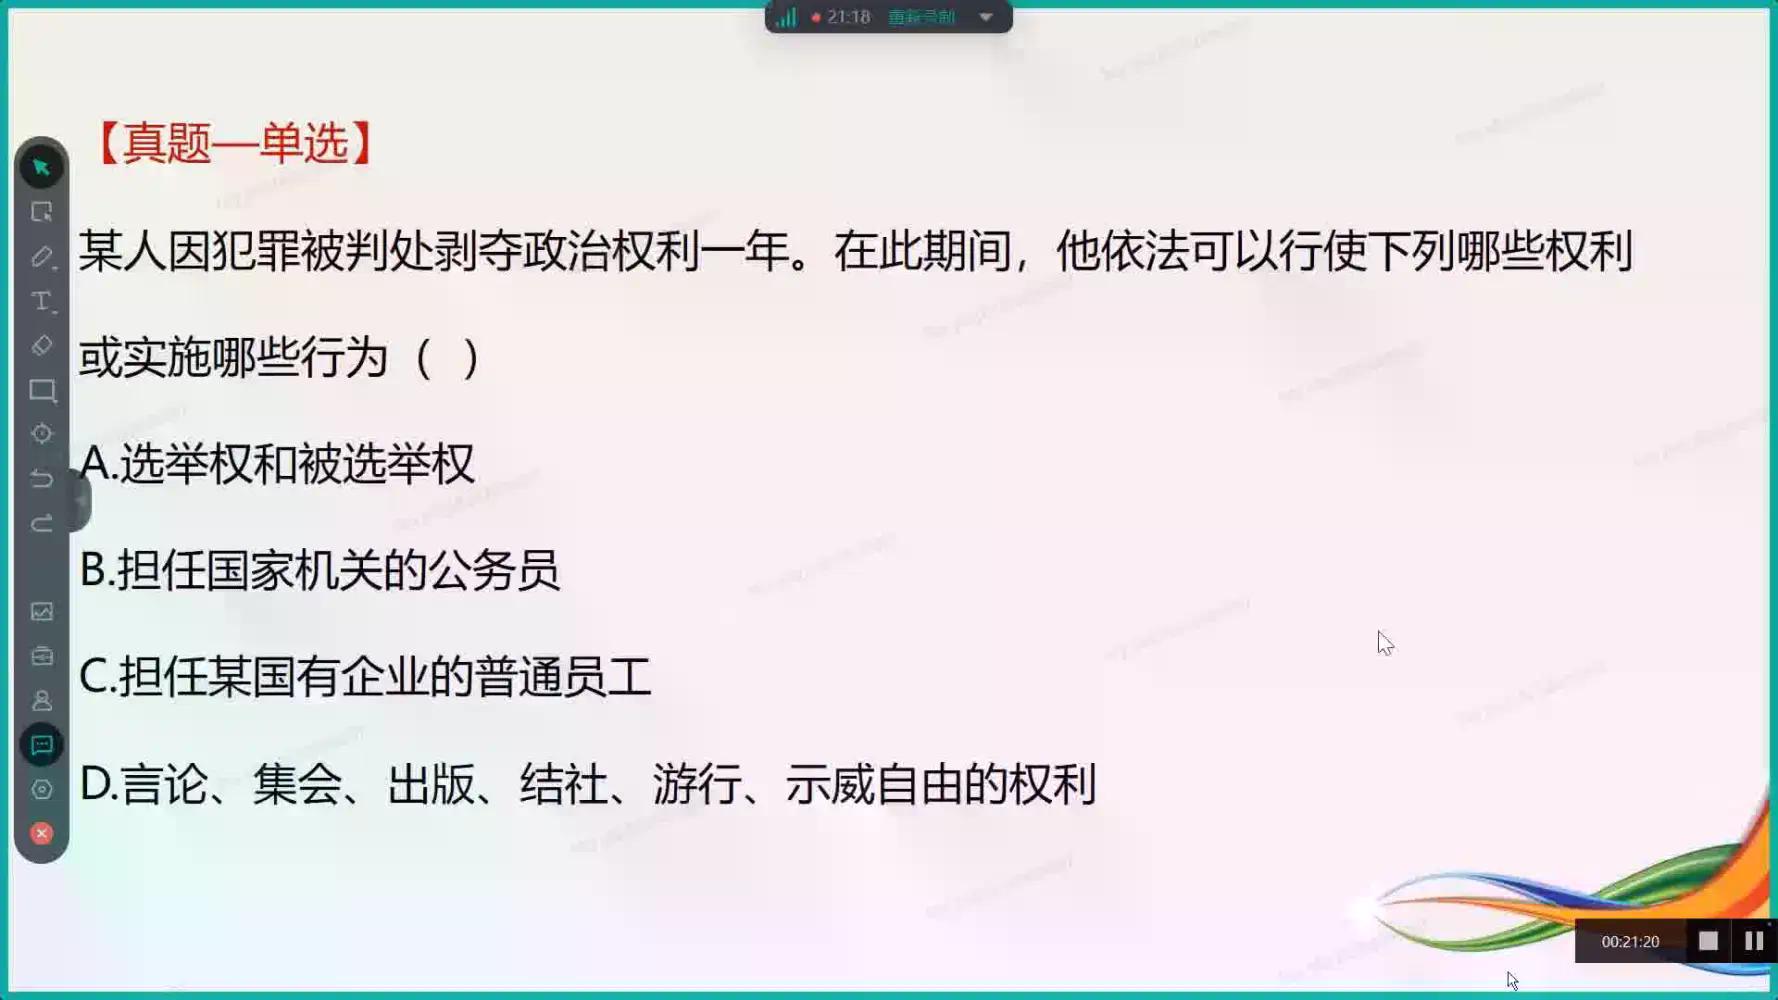 21:18 重新录制
【真题—单选】
某人因犯罪被判处剥夺政治权利一年。在此期间，他依法可以行使下列哪些权利
或实施哪些行为（ ）
A.选举权和被选举权
B.担任国家机关的公务员
C.担任某国有企业的普通员工
D.言论、集会、出版、结社、游行、示威自由的权利
00:21:20